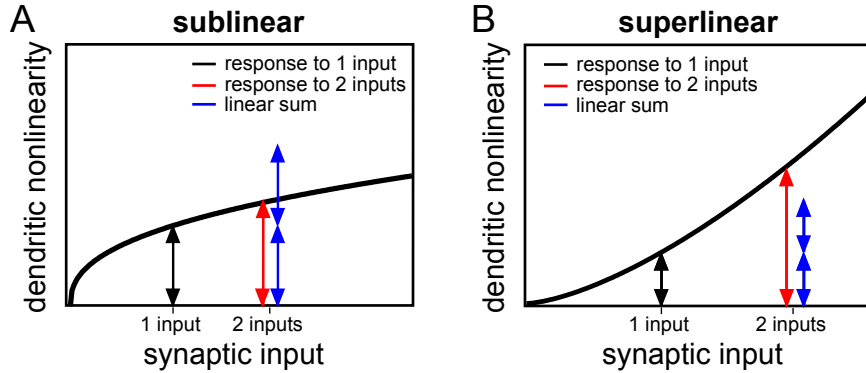 A
sublinear
dendritic nonlinearity
response to 1 input
response to 2 inputs
linear sum
1 input
2 inputs
synaptic input
B
superlinear
dendritic nonlinearity
response to 1 input
response to 2 inputs
linear sum
1 input
2 inputs
synaptic input